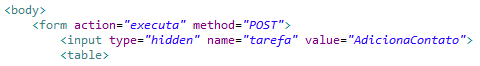 <body>
<form action="executa" method="POST">
<input type="hidden" name="tarefa" value="AdicionaContato">
<table>